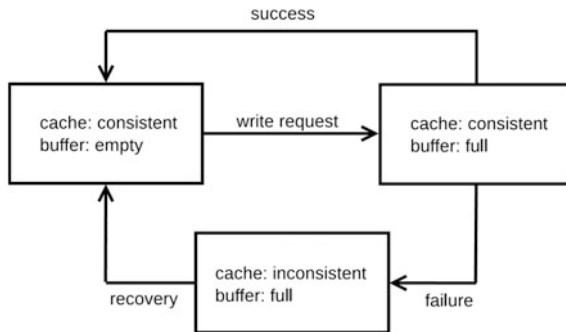 success
cache: consistent
buffer: empty
write request
cache: consistent
buffer: full
cache: inconsistent
buffer: full
recovery
failure